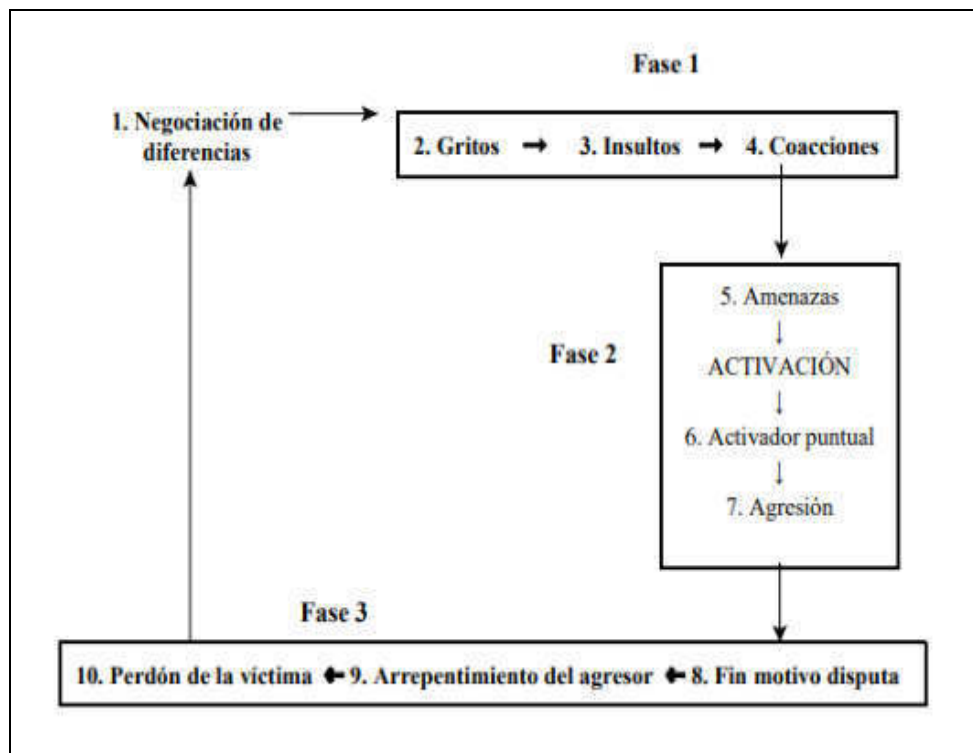 Fase 1
1. Negociación de
diferencias
2. Gritos → 3. Insultos → 4. Coacciones
Fase 2
5. Amenazas
↓
ACTIVACIÓN
↓
6. Activador puntual
↓
7. Agresión
Fase 3
10. Perdón de la víctima ← 9. Arrepentimiento del agresor ← 8. Fin motivo disputa